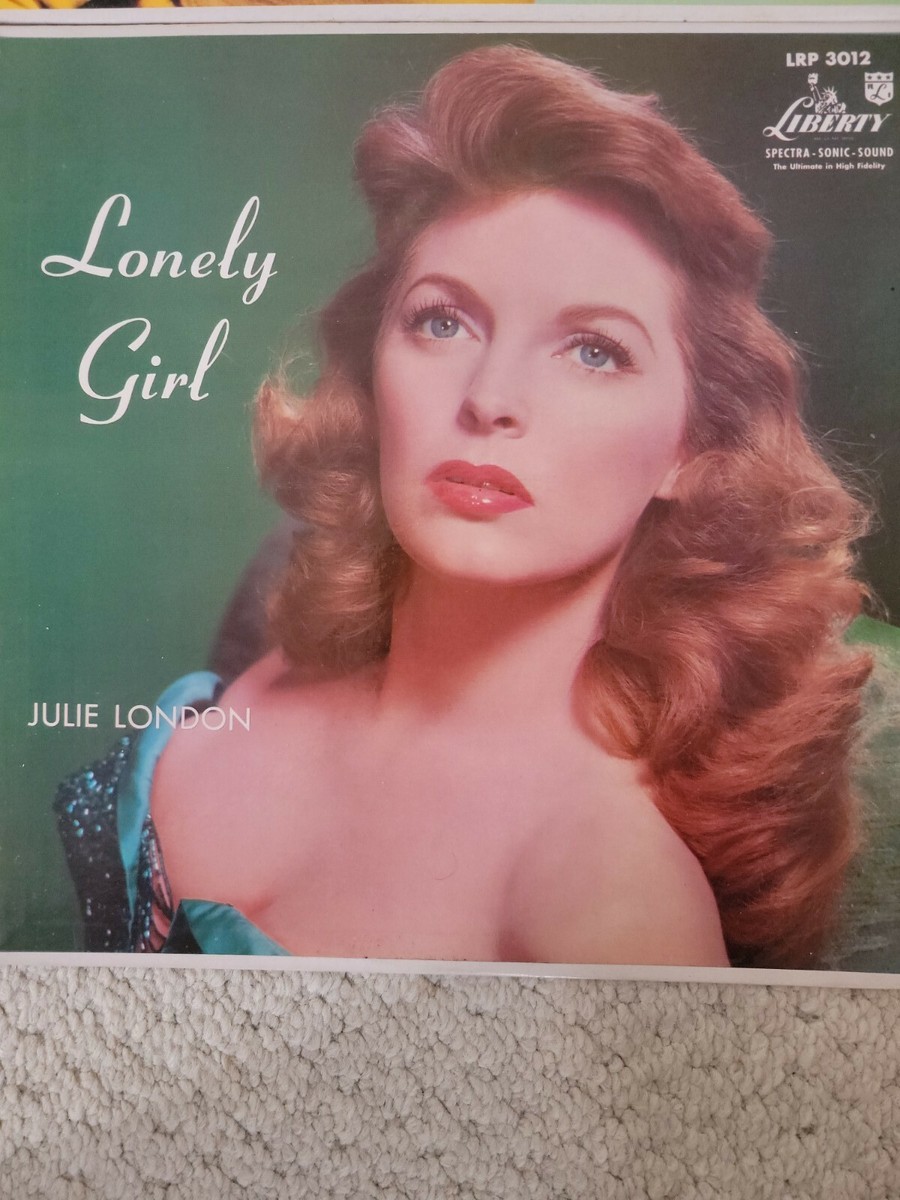 LRP 3012
LIBERTY
SPECTRA-SONIC-SOUND
The Ultimate in High Fidelity
Lonely
Girl
JULIE LONDON